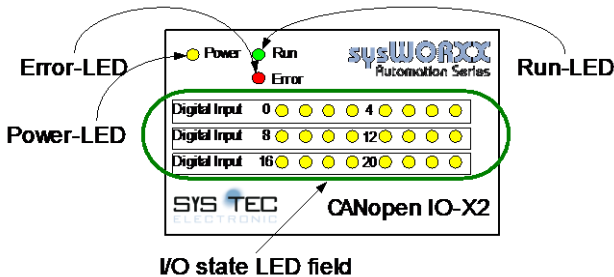 Power Run sysWORXX
Automation Series
Error-LED Error Run-LED
Digital Input 0 4
Power-LED Digital Input 8 12
Digital Input 16 20
SYS TEC
ELECTRONIC CANopen IO-X2
I/O state LED field